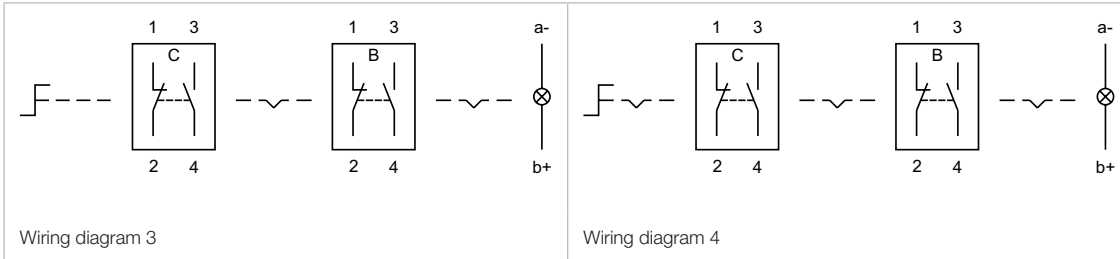 1 3 1 3 a-
C B
2 4 2 4 b+
Wiring diagram 3
1 3 1 3 a-
C B
2 4 2 4 b+
Wiring diagram 4